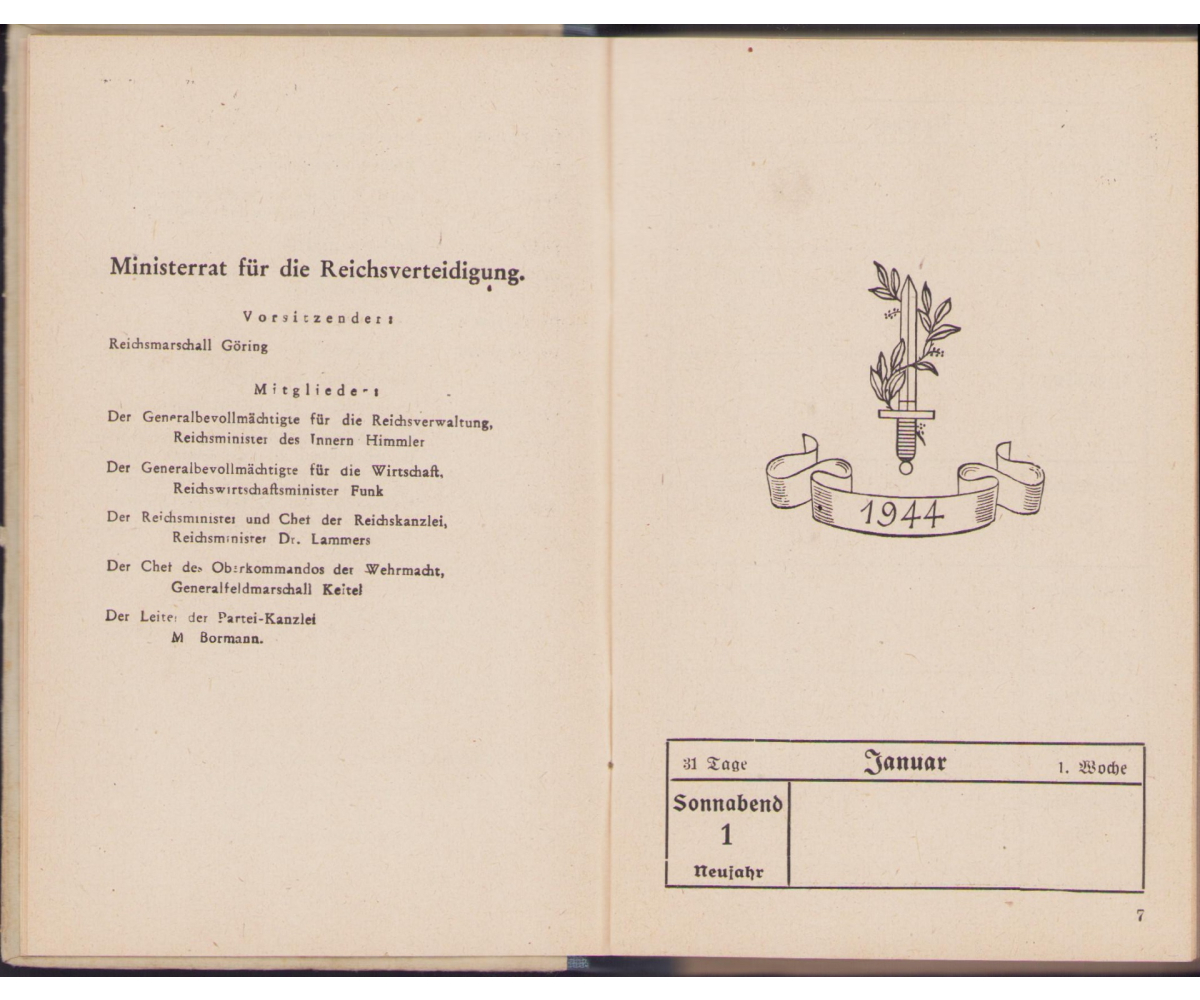 Ministerrat für die Reichsverteidigung.
Vorsitzender:
Reichsmarschall Göring
Mitglieder:
Der Generalbevollmächtigte für die Reichsverwaltung,
Reichsminister des Innern Himmler
Der Generalbevollmächtigte für die Wirtschaft,
Reichswirtschaftsminister Funk
Der Reichsminister und Chef der Reichskanzlei,
Reichsminister Dr. Lammers
Der Chef des Oberkommandos der Wehrmacht,
Generalfeldmarschall Keitel
Der Leiter der Partei-Kanzlei
M Bormann.
1944
31 Tage Januar 1. Woche
Sonnabend
1
Neujahr
7